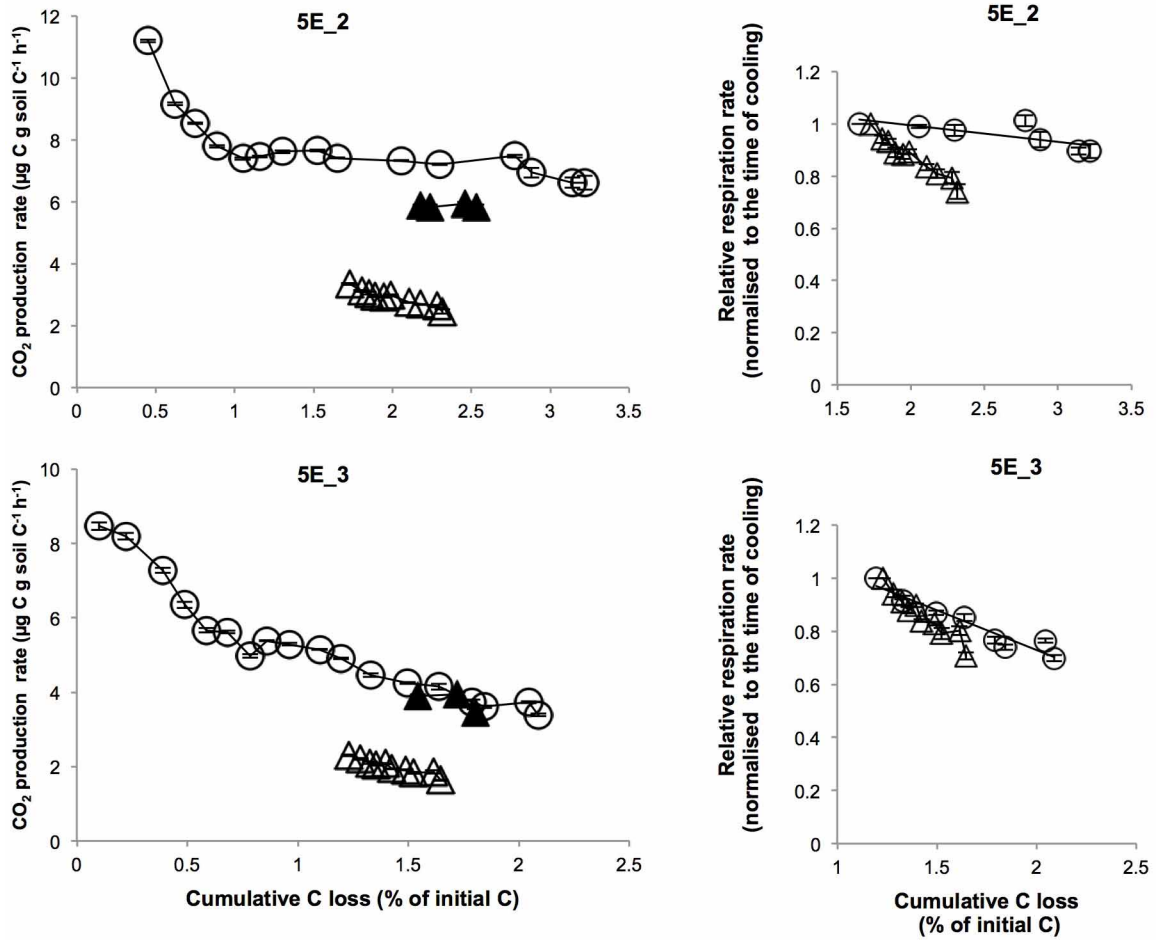 5E_2
CO₂ production rate (µg C g soil C⁻¹ h⁻¹)
12
10
8
6
4
2
0
0 0.5 1 1.5 2 2.5 3 3.5
5E_2
Relative respiration rate
(normalised to the time of cooling)
1.2
1
0.8
0.6
0.4
0.2
0
1.5 2 2.5 3 3.5
5E_3
CO₂ production rate (µg C g soil C⁻¹ h⁻¹)
10
8
6
4
2
0
0 0.5 1 1.5 2 2.5
Cumulative C loss (% of initial C)
5E_3
Relative respiration rate
(normalised to the time of cooling)
1.2
1
0.8
0.6
0.4
0.2
0
1 1.5 2 2.5
Cumulative C loss
(% of initial C)